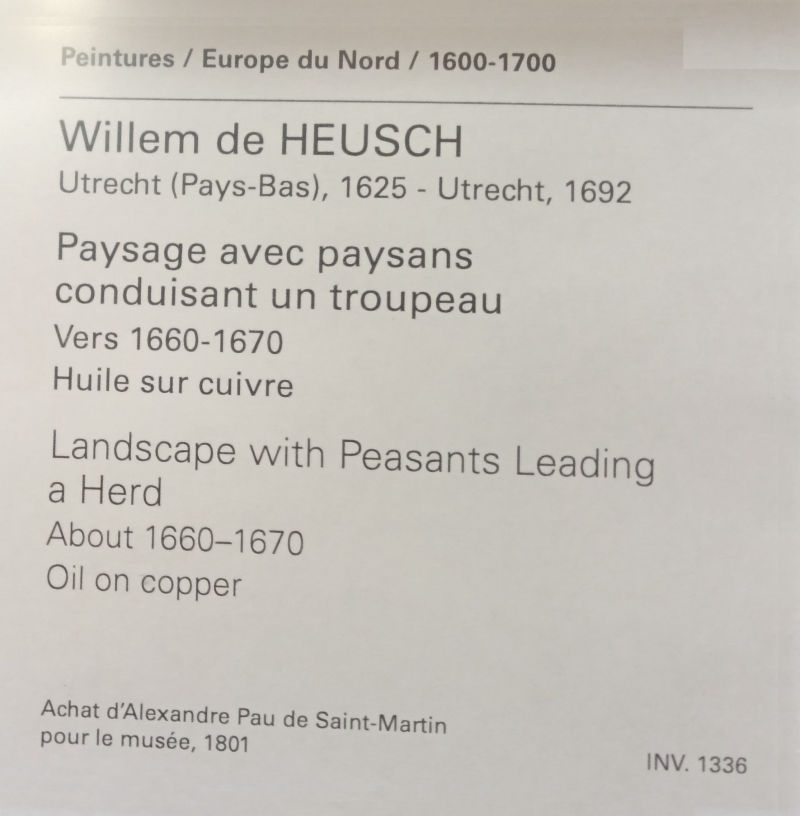 Peintures / Europe du Nord / 1600-1700
Willem de HEUSCH
Utrecht (Pays-Bas), 1625 - Utrecht, 1692
Paysage avec paysans
conduisant un troupeau
Vers 1660-1670
Huile sur cuivre
Landscape with Peasants Leading
a Herd
About 1660–1670
Oil on copper
Achat d'Alexandre Pau de Saint-Martin
pour le musée, 1801
INV. 1336